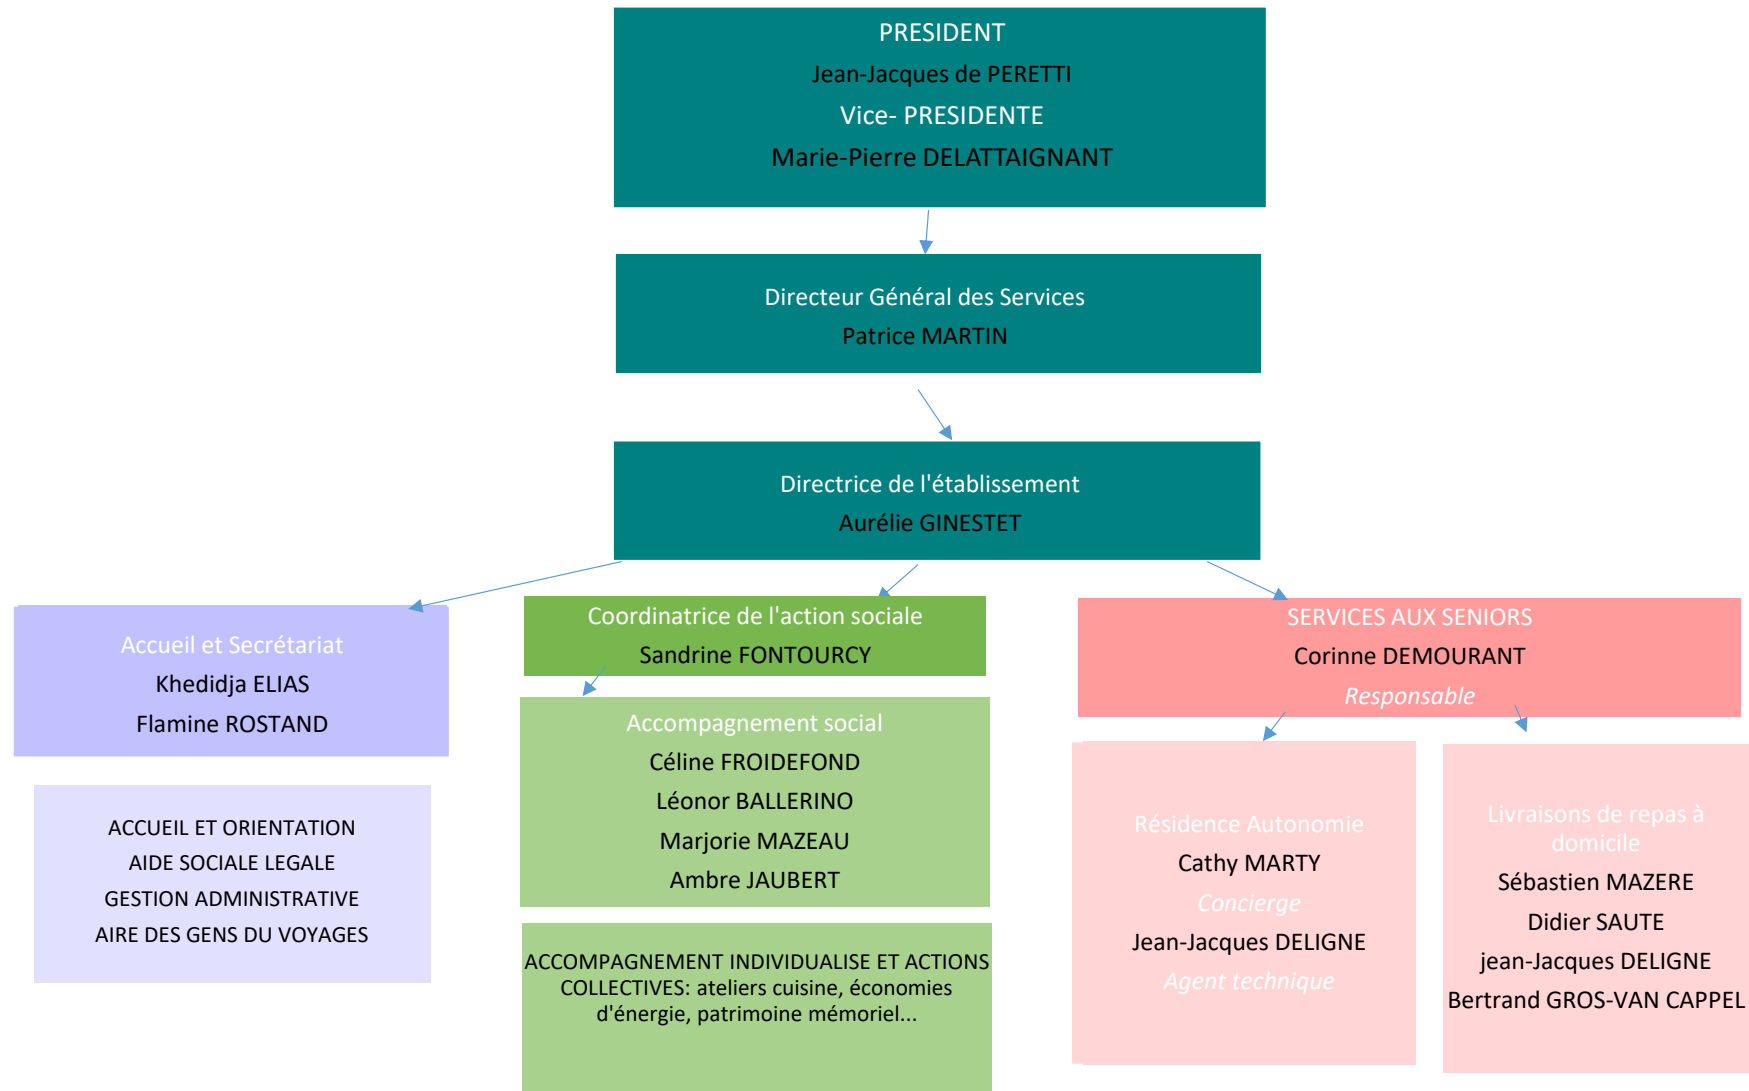 PRESIDENT
Jean-Jacques de PERETTI
Vice- PRESIDENTE
Marie-Pierre DELATTAIGNANT
Directeur Général des Services
Patrice MARTIN
Directrice de l'établissement
Aurélie GINESTET
Accueil et Secrétariat
Khedidja ELIAS
Flamine ROSTAND
ACCUEIL ET ORIENTATION
AIDE SOCIALE LEGALE
GESTION ADMINISTRATIVE
AIRE DES GENS DU VOYAGES
Coordinatrice de l'action sociale
Sandrine FONTOURCY
Accompagnement social
Céline FROIDEFOND
Léonor BALLERINO
Marjorie MAZEAU
Ambre JAUBERT
ACCOMPAGNEMENT INDIVIDUALISE ET ACTIONS
COLLECTIVES: ateliers cuisine, économies
d'énergie, patrimoine mémoriel...
SERVICES AUX SENIORS
Corinne DEMOURANT
Responsable
Résidence Autonomie
Cathy MARTY
Concierge
Jean-Jacques DELIGNE
Agent technique
Livraisons de repas à
domicile
Sébastien MAZERE
Didier SAUTE
jean-Jacques DELIGNE
Bertrand GROS-VAN CAPPEL